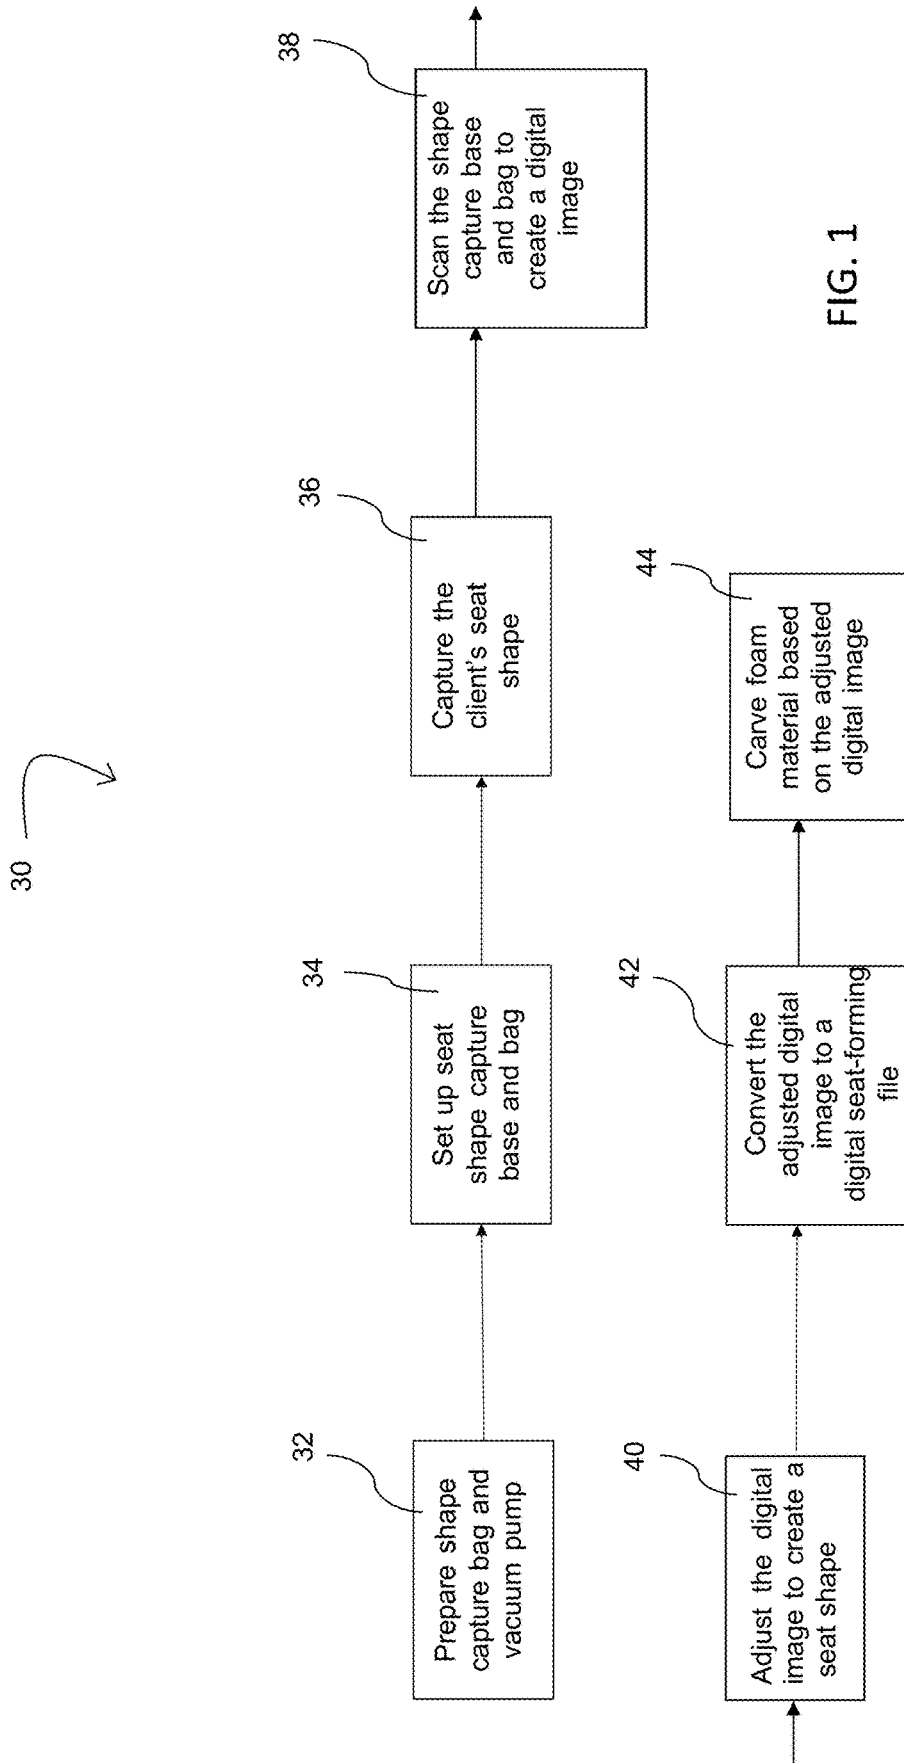 30
32
Prepare shape
capture bag and
vacuum pump
34
Set up seat
shape capture
base and bag
36
Capture the
client's seat
shape
38
Scan the shape
capture base
and bag to
create a digital
image
40
Adjust the digital
image to create a
seat shape
42
Convert the
adjusted digital
image to a
digital seat-forming
file
44
Carve foam
material based
on the adjusted
digital image
FIG. 1